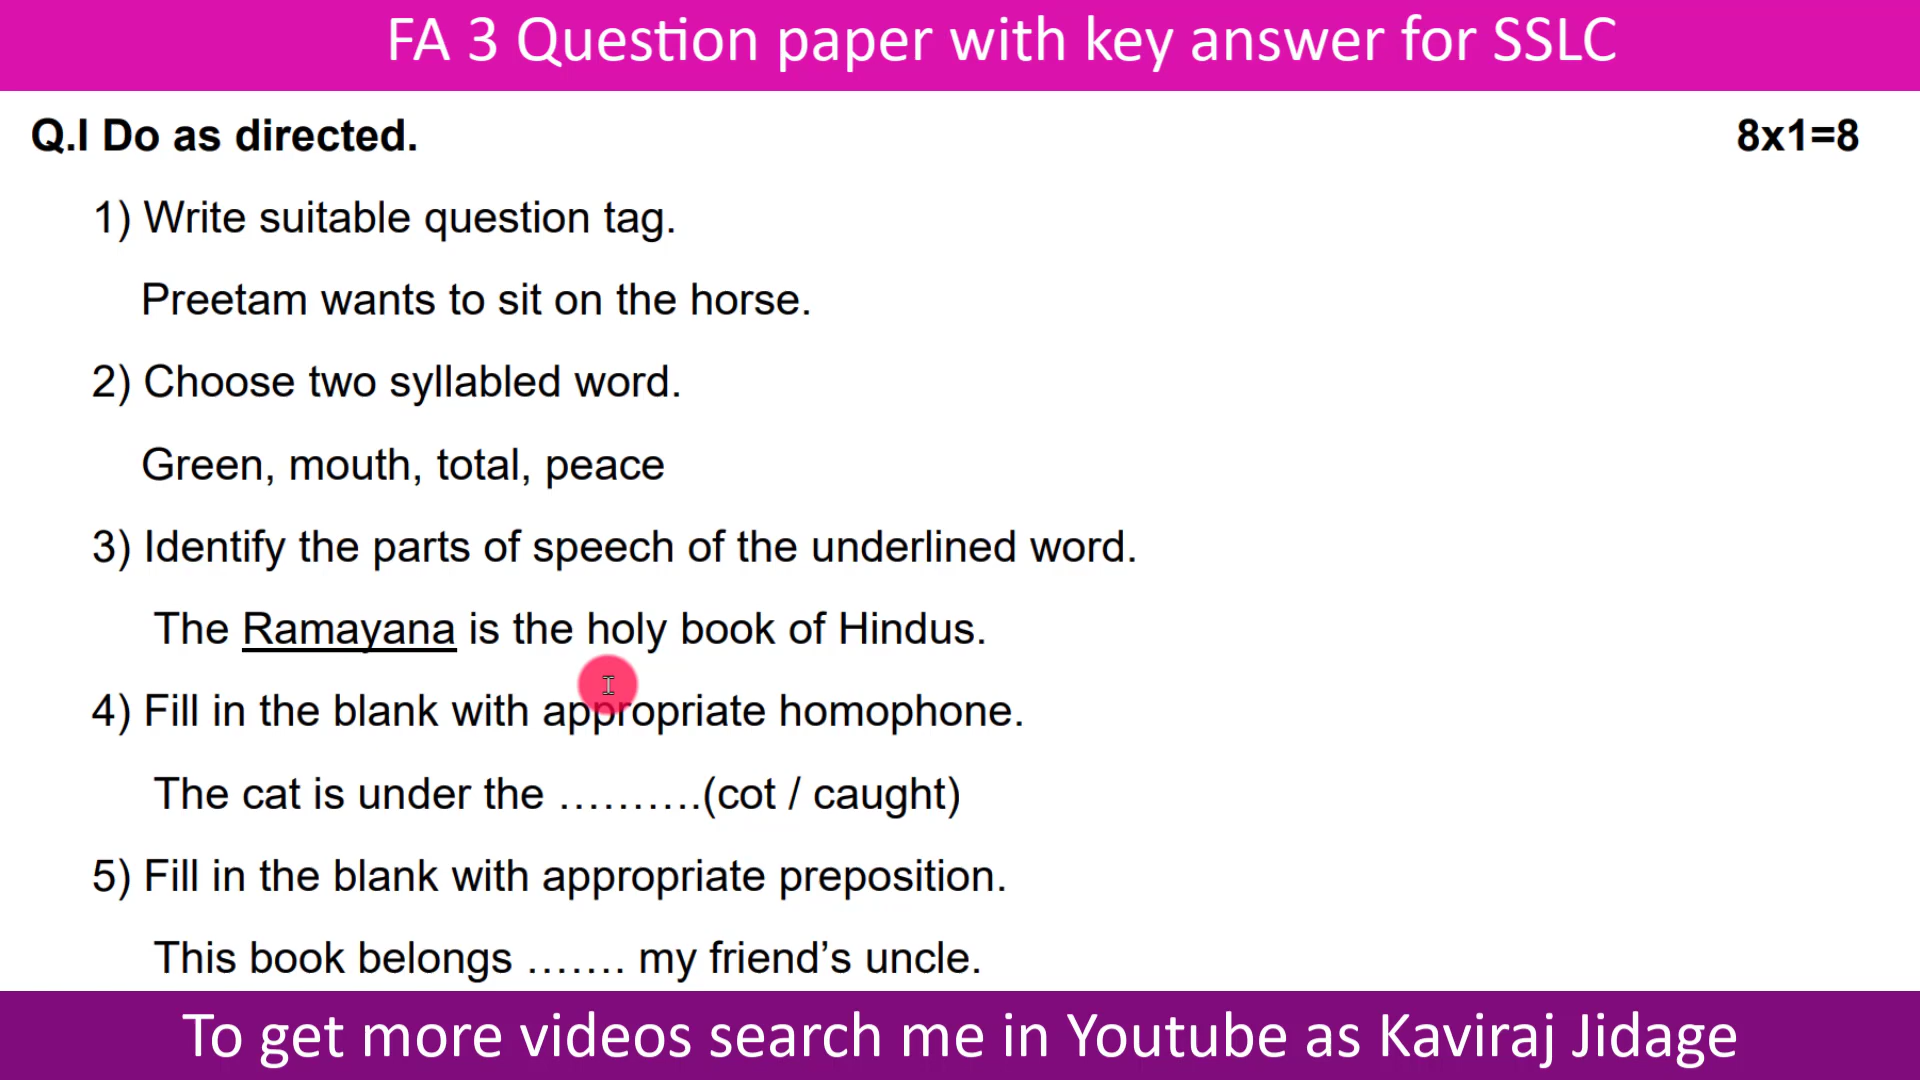 FA 3 Question paper with key answer for SSLC
Q.I Do as directed. 8x1=8
1) Write suitable question tag.
Preetam wants to sit on the horse.
2) Choose two syllabled word.
Green, mouth, total, peace
3) Identify the parts of speech of the underlined word.
The Ramayana is the holy book of Hindus.
4) Fill in the blank with appropriate homophone.
The cat is under the ……….(cot / caught)
5) Fill in the blank with appropriate preposition.
This book belongs ……. my friend’s uncle.
To get more videos search me in Youtube as Kaviraj Jidage